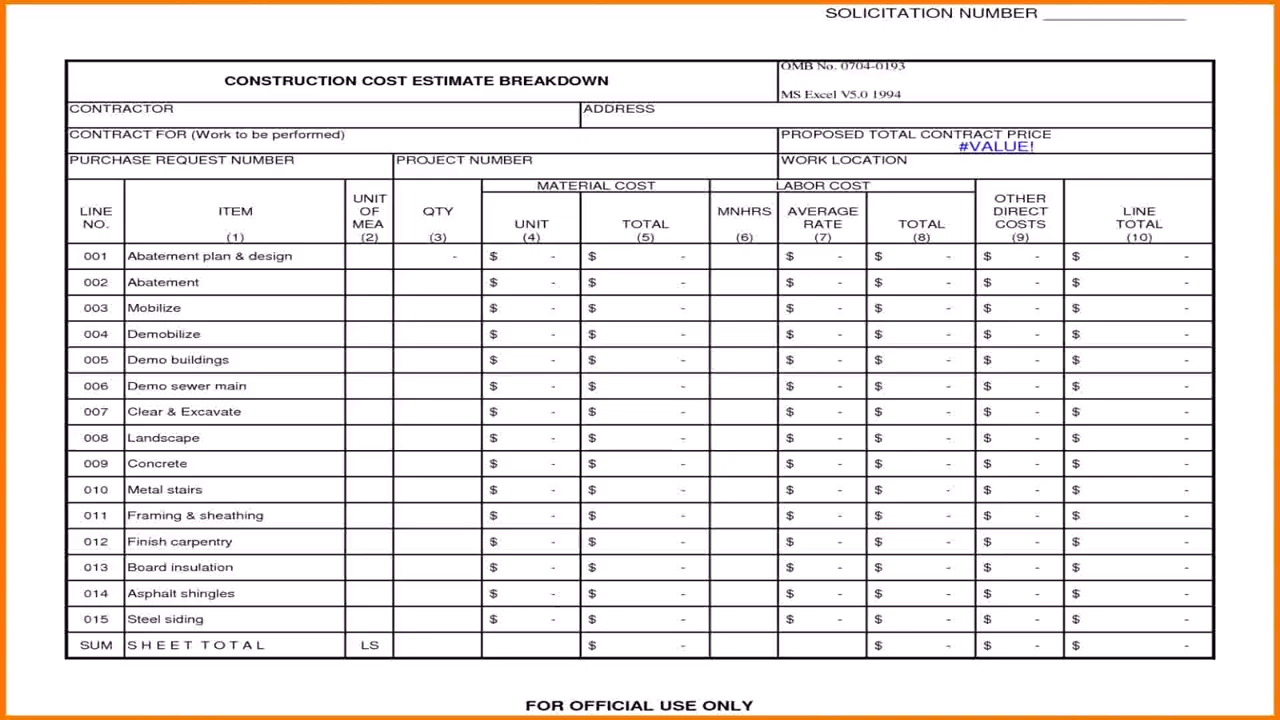 SOLICITATION NUMBER _______________
CONSTRUCTION COST ESTIMATE BREAKDOWN
OMB No. 0704-0193
MS Excel V5.0 1994
CONTRACTOR ADDRESS
CONTRACT FOR (Work to be performed) PROPOSED TOTAL CONTRACT PRICE
#VALUE!
PURCHASE REQUEST NUMBER PROJECT NUMBER WORK LOCATION
MATERIAL COST LABOR COST
LINE NO. ITEM (1) UNIT OF MEA (2) QTY (3) UNIT (4) TOTAL (5) MNHRS (6) AVERAGE RATE (7) TOTAL (8) OTHER DIRECT COSTS (9) LINE TOTAL (10)
001 Abatement plan & design - $ - $ - $ - $ - $ - $ -
002 Abatement $ - $ - $ - $ - $ - $ -
003 Mobilize $ - $ - $ - $ - $ - $ -
004 Demobilize $ - $ - $ - $ - $ - $ -
005 Demo buildings $ - $ - $ - $ - $ - $ -
006 Demo sewer main $ - $ - $ - $ - $ - $ -
007 Clear & Excavate $ - $ - $ - $ - $ - $ -
008 Landscape $ - $ - $ - $ - $ - $ -
009 Concrete $ - $ - $ - $ - $ - $ -
010 Metal stairs $ - $ - $ - $ - $ - $ -
011 Framing & sheathing $ - $ - $ - $ - $ - $ -
012 Finish carpentry $ - $ - $ - $ - $ - $ -
013 Board insulation $ - $ - $ - $ - $ - $ -
014 Asphalt shingles $ - $ - $ - $ - $ - $ -
015 Steel siding $ - $ - $ - $ - $ - $ -
SUM SHEET TOTAL LS $ - $ - $ - $ -
FOR OFFICIAL USE ONLY